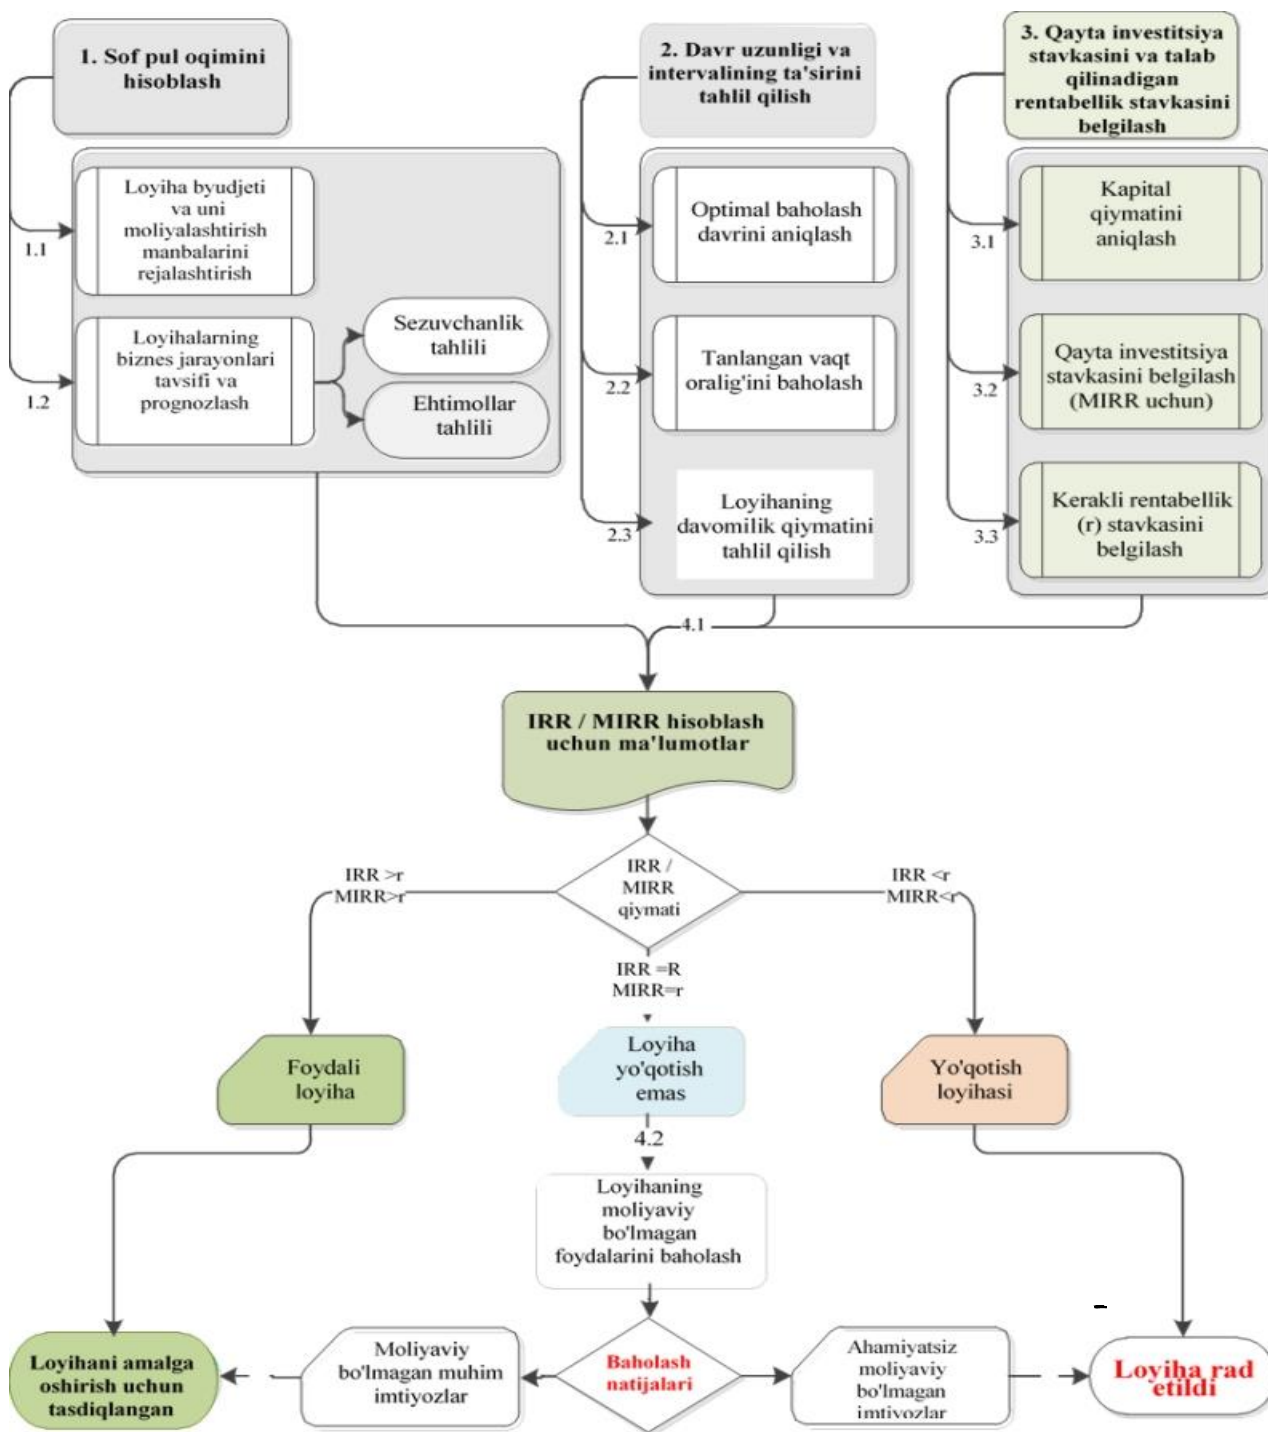 1. Sof pul oqimini
hisoblash
2. Davr uzunligi va
intervalining ta'sirini
tahlil qilish
3. Qayta investitsiya
stavkasini va talab
qilinadigan
rentabellik stavkasini
belgilash
1.1
Loyiha byudjeti
va uni
moliyalashtirish
manbalarini
rejalashtirish
1.2
Loyihalarning
biznes jarayonlari
tavsifi va
prognozlash
Sezuvchanlik
tahlili
Ehtimollar
tahlili
2.1
Optimal baholash
davrini aniqlash
2.2
Tanlangan vaqt
oralig'ini baholash
2.3
Loyihaning
davomilik qiymatini
tahlil qilish
3.1
Kapital
qiymatini
aniqlash
3.2
Qayta investitsiya
stavkasini belgilash
(MIRR uchun)
3.3
Kerakli rentabellik
(r) stavkasini
belgilash
4.1
IRR / MIRR hisoblash
uchun ma'lumotlar
IRR /
MIRR
qiymati
IRR >r
MIRR>r
IRR <r
MIRR<r
IRR =R
MIRR=r
Foydali
loyiha
Loyiha
yo'qotish
emas
Yo'qotish
loyihasi
4.2
Loyihaning
moliyaviy
bo'lmagan
foydalarini baholash
Loyihani amalga
oshirish uchun
tasdiqlangan
Moliyaviy
bo'lmagan muhim
imtiyozlar
Baholash
natijalari
Ahamiyatsiz
moliyaviy
bo'lmagan
imtivozlar
Loyiha rad
etildi